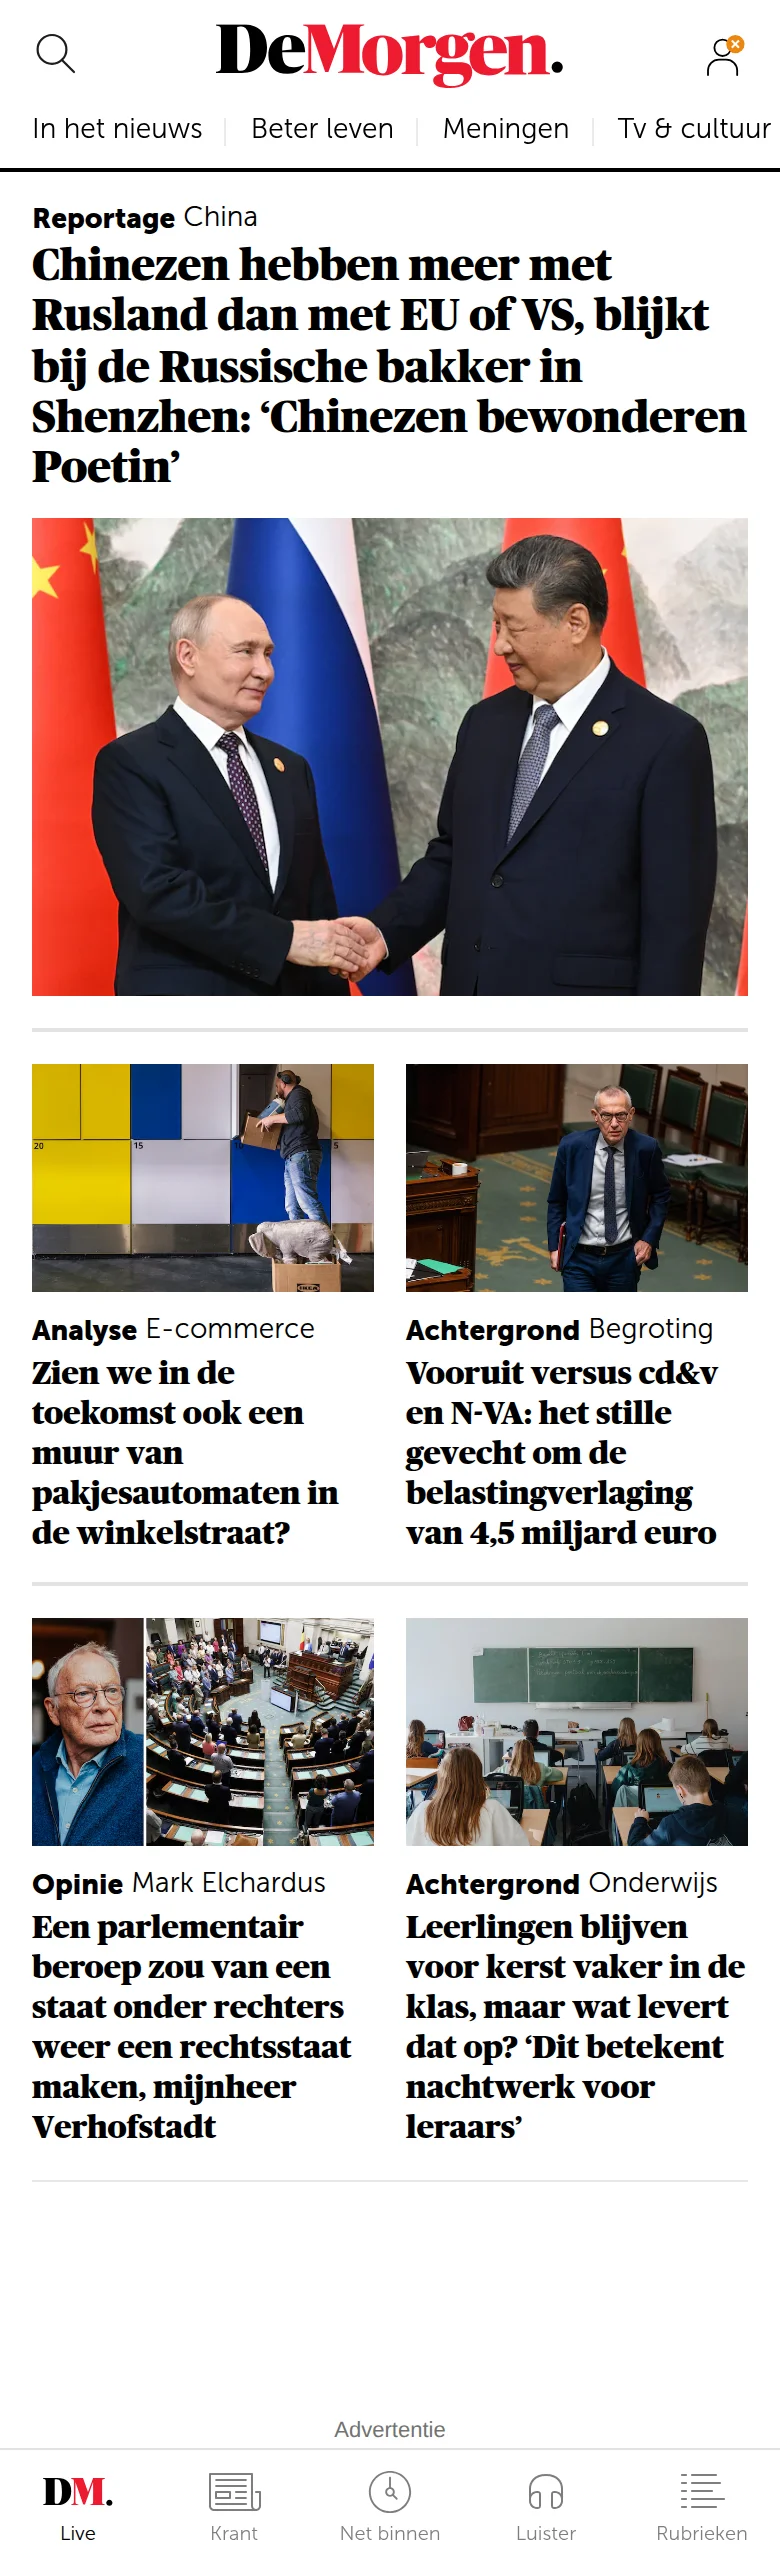 DeMorgen.
In het nieuws
Beter leven
Meningen
Tv & cultuur
Reportage China
Chinezen hebben meer met
Rusland dan met EU of VS, blijkt
bij de Russische bakker in
Shenzhen: ‘Chinezen bewonderen
Poetin’
20
15
10
5
IKEA
Analyse E-commerce
Zien we in de
toekomst ook een
muur van
pakjesautomaten in
de winkelstraat?
Achtergrond Begroting
Vooruit versus cd&v
en N-VA: het stille
gevecht om de
belastingverlaging
van 4,5 miljard euro
Opinie Mark Elchardus
Een parlementair
beroep zou van een
staat onder rechters
weer een rechtsstaat
maken, mijnheer
Verhofstadt
Achtergrond Onderwijs
Leerlingen blijven
voor kerst vaker in de
klas, maar wat levert
dat op? ‘Dit betekent
nachtwerk voor
leraars’
Advertentie
DM.
Live
Krant
Net binnen
Luister
Rubrieken